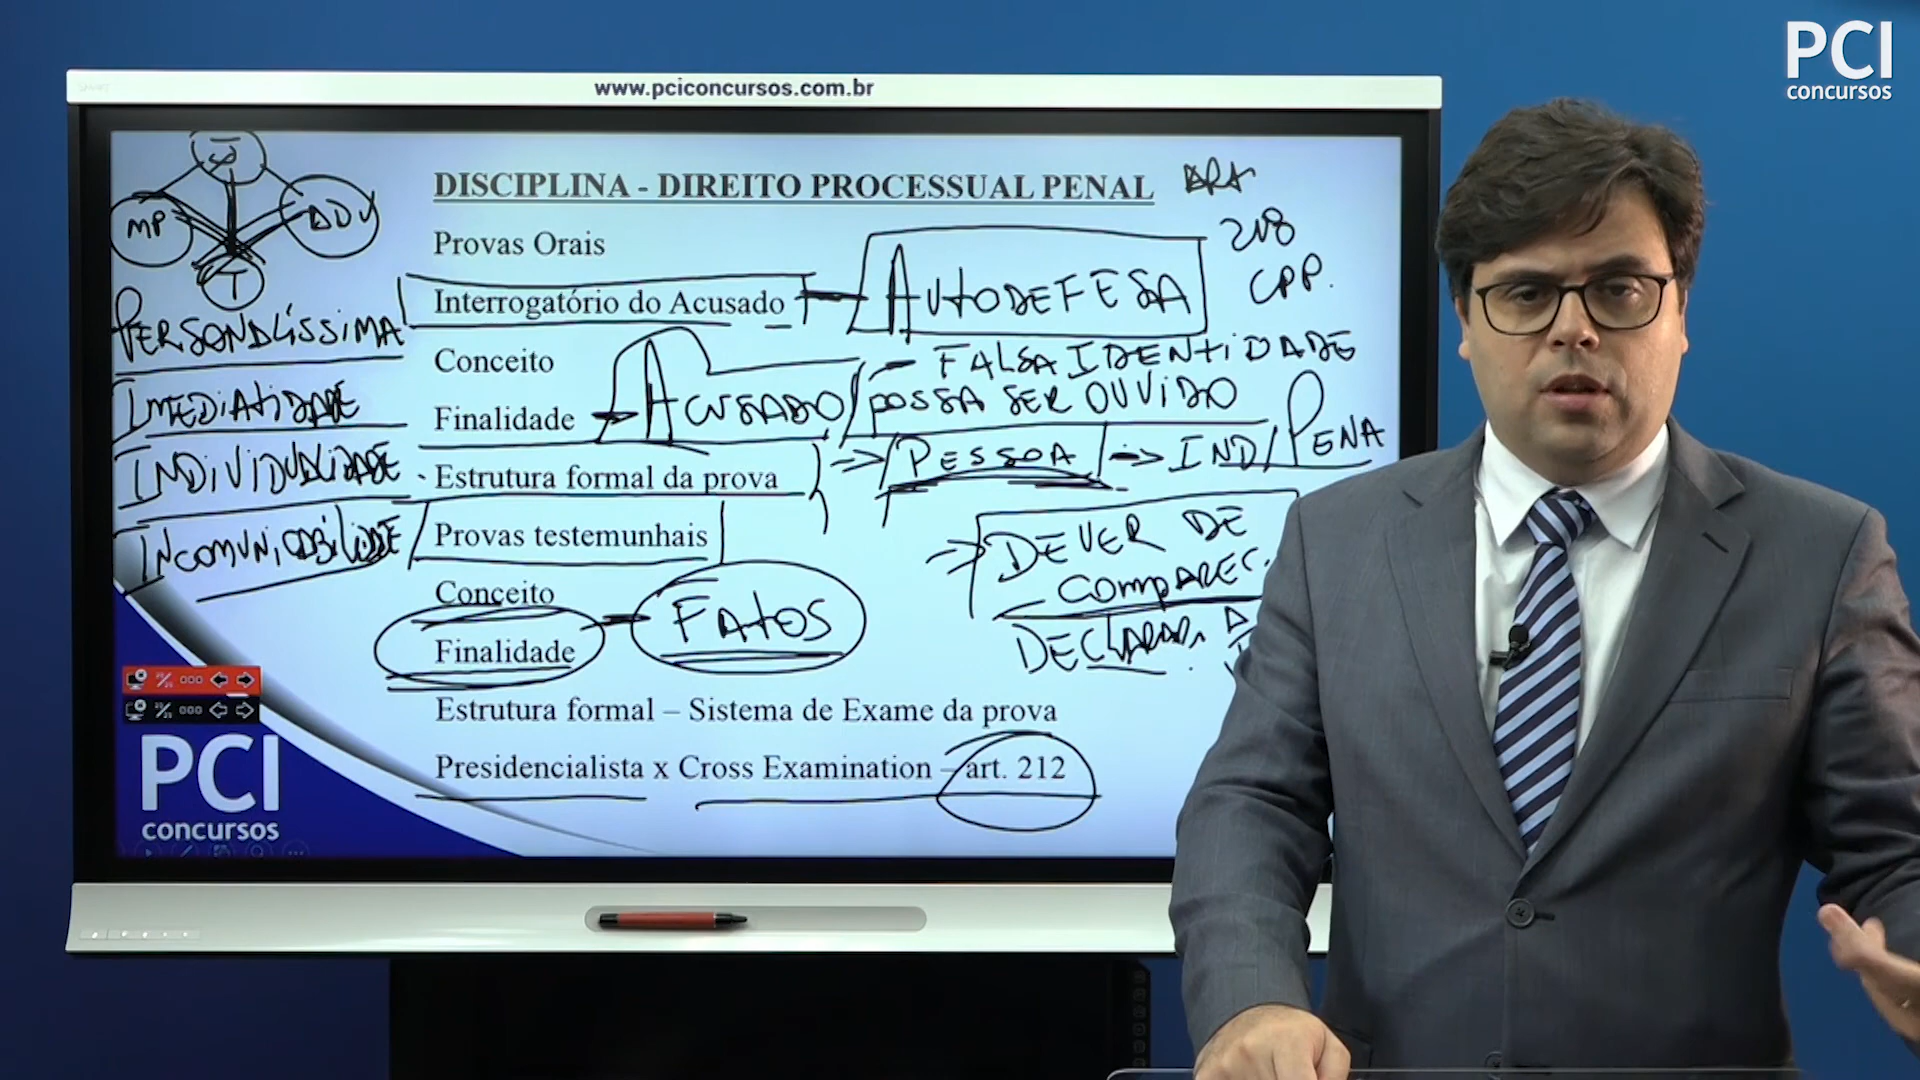 www.pciconcursos.com.br
PCI
concursos
DISCIPLINA - DIREITO PROCESSUAL PENAL
J
MP
ADV
T
Provas Orais
CPP.
Interrogatório do Acusado
AUTODEFESA
PERSONALÍSSIMA
Conceito
FALSA IDENTIDADE
IMEDIATIDADE
Finalidade
ACUSADO
POSSA SER OUVIDO
INDIVIDUALIDADE
- Estrutura formal da prova
PESSOA
IND/PENA
INCOMUNICABILIDADE
Provas testemunhais
DEVER DE
COMPAREC.
Conceito
FATOS
Finalidade
DECLARAR
Estrutura formal – Sistema de Exame da prova
Presidencialista x Cross Examination – art. 212
PCI
concursos